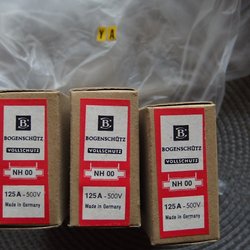 YA
B
BOGENSCHÜTZ
VOLLSCHUTZ
NH 00
125 A – 500V
Made in Germany
B
BOGENSCHÜTZ
VOLLSCHUTZ
NH 00
125 A – 500V
Made in Germany
B
BOGENSCHÜTZ
VOLLSCHUTZ
NH 00
125 A – 500V
Made in Germany